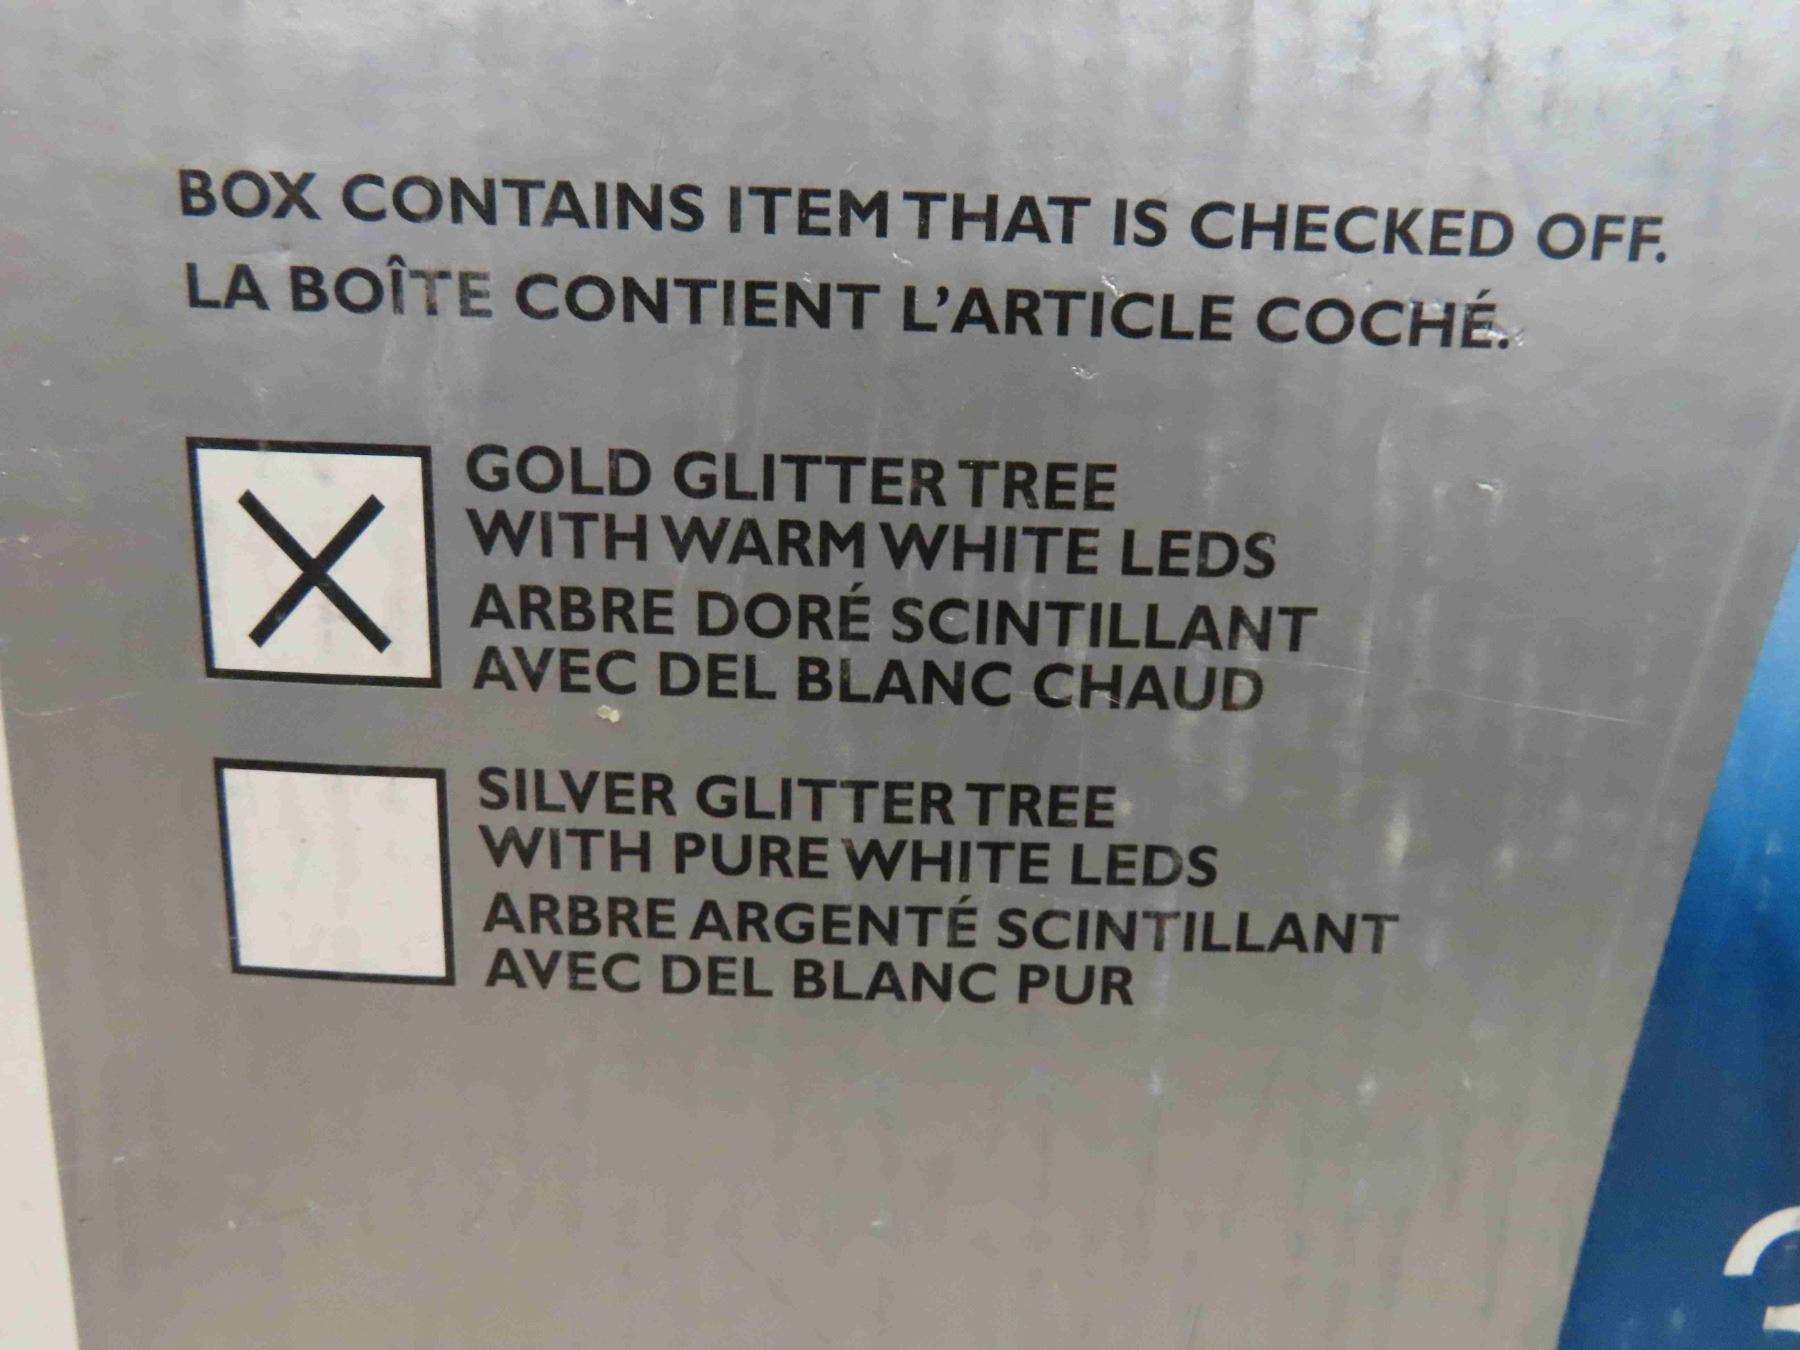 BOX CONTAINS ITEM THAT IS CHECKED OFF.
LA BOÎTE CONTIENT L'ARTICLE COCHÉ.
GOLD GLITTER TREE
WITH WARM WHITE LEDS
ARBRE DORÉ SCINTILLANT
AVEC DEL BLANC CHAUD
SILVER GLITTER TREE
WITH PURE WHITE LEDS
ARBRE ARGENTÉ SCINTILLANT
AVEC DEL BLANC PUR